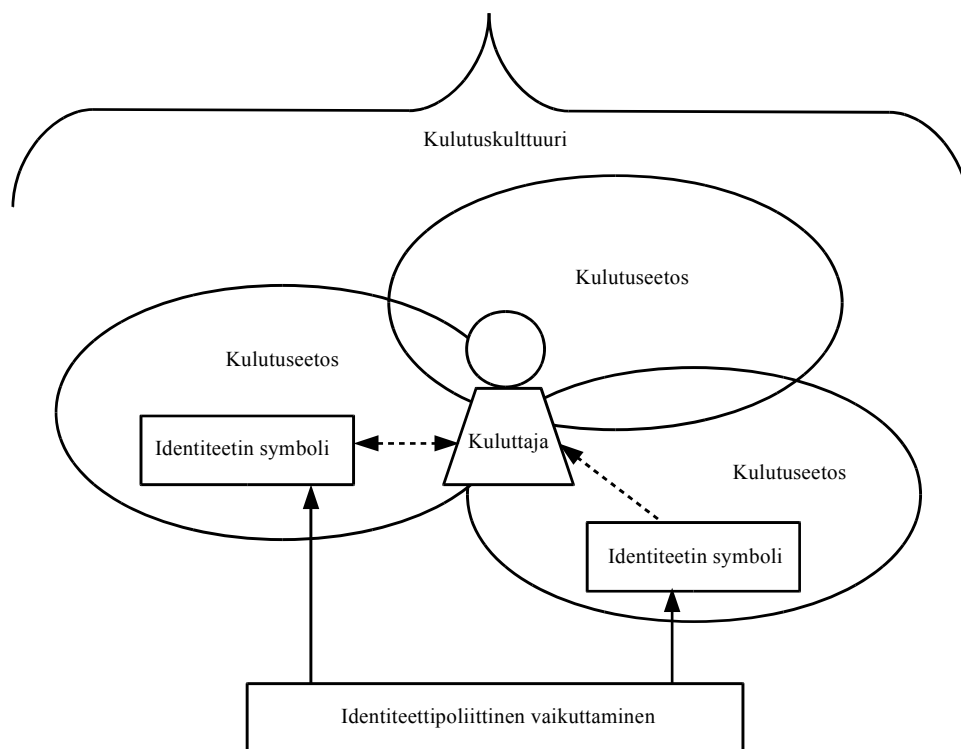 Kulutuskulttuuri
Kulutuseetos
Kulutuseetos
Identiteetin symboli
Kuluttaja
Kulutuseetos
Identiteetin symboli
Identiteettipoliittinen vaikuttaminen